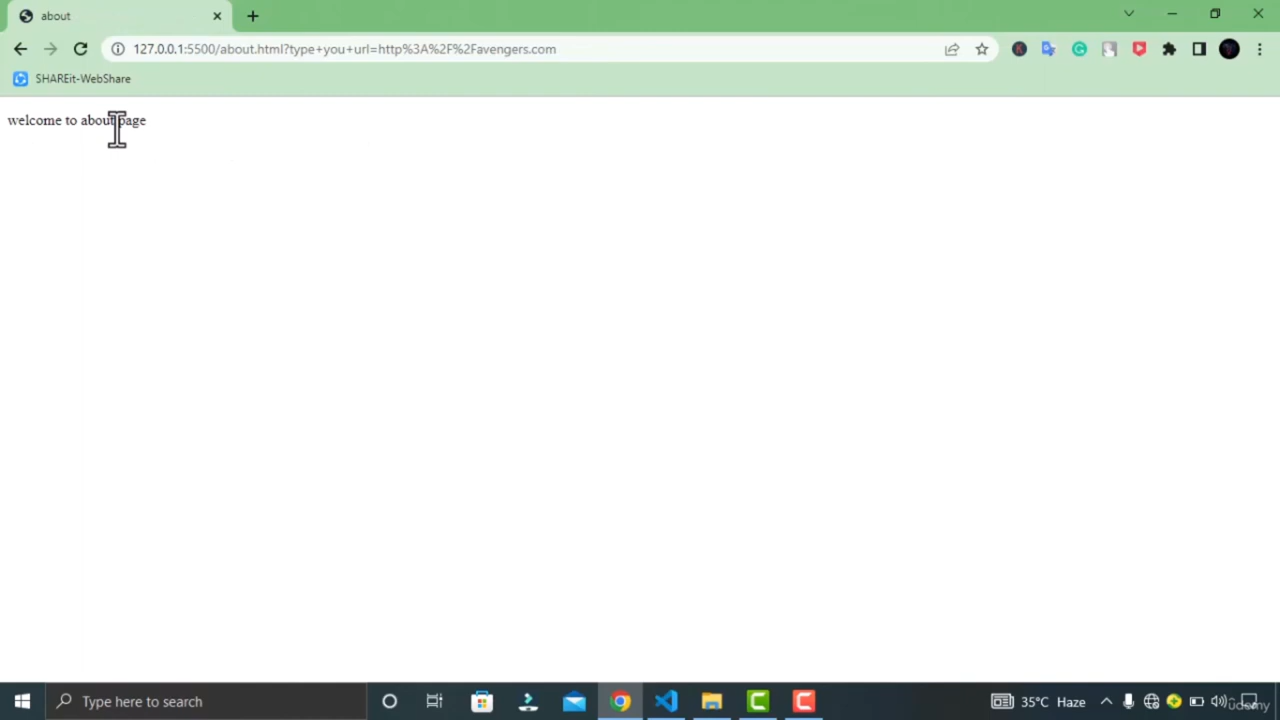 about
127.0.0.1:5500/about.html?type+you+url=http%3A%2F%2Favengers.com
SHAREit-WebShare
welcome to about page
Type here to search
35°C Haze
ûdemy